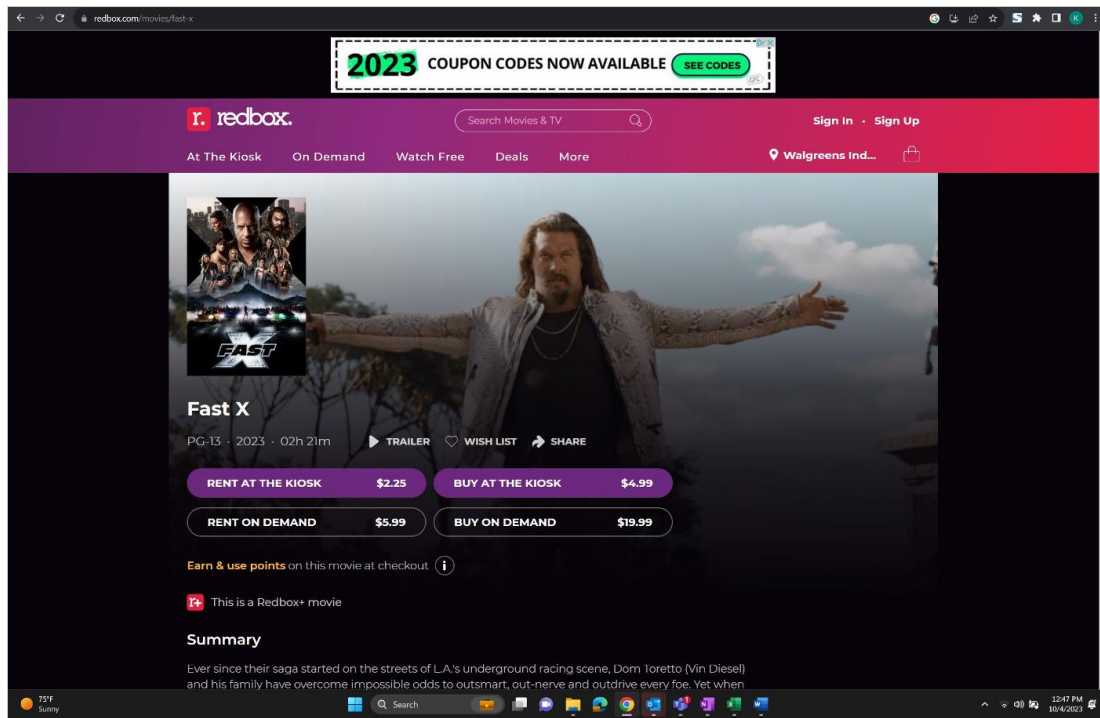 redbox.com/movies/fast-x
K
2023 COUPON CODES NOW AVAILABLE SEE CODES
r. redbox.
Search Movies & TV
Sign In · Sign Up
At The Kiosk On Demand Watch Free Deals More
Walgreens Ind...
FAST
X
Fast X
PG-13 · 2023 · 02h 21m TRAILER WISH LIST SHARE
RENT AT THE KIOSK $2.25 BUY AT THE KIOSK $4.99
RENT ON DEMAND $5.99 BUY ON DEMAND $19.99
Earn & use points on this movie at checkout i
r+ This is a Redbox+ movie
Summary
Ever since their saga started on the streets of L.A.'s underground racing scene, Dom Toretto (Vin Diesel)
and his family have overcome impossible odds to outsmart, out-nerve and outdrive every foe. Yet when
75°F
Sunny
Search
12:47 PM
10/4/2023